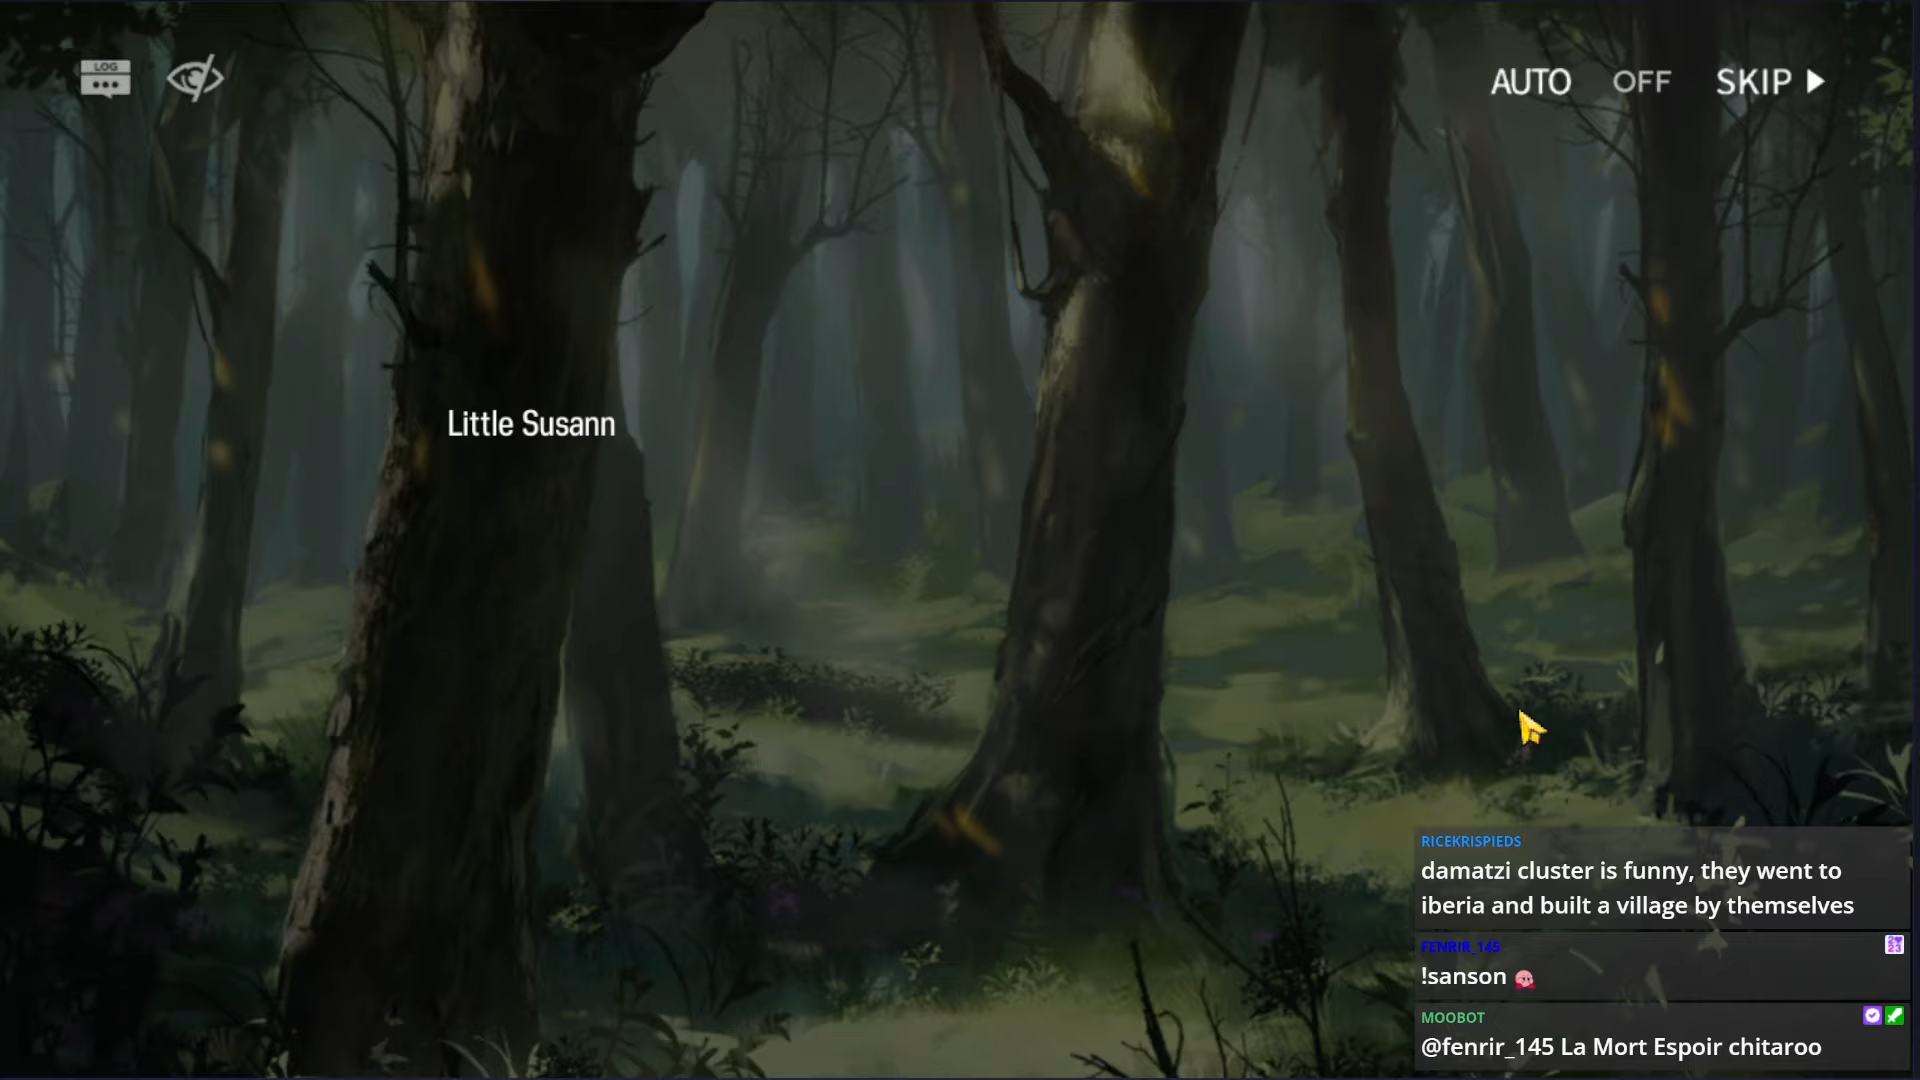 LOG
AUTO OFF SKIP
Little Susann
RICEKRISPIEDS
damatzi cluster is funny, they went to
iberia and built a village by themselves
FENRIR_145
!sanson
MOOBOT
@fenrir_145 La Mort Espoir chitaroo